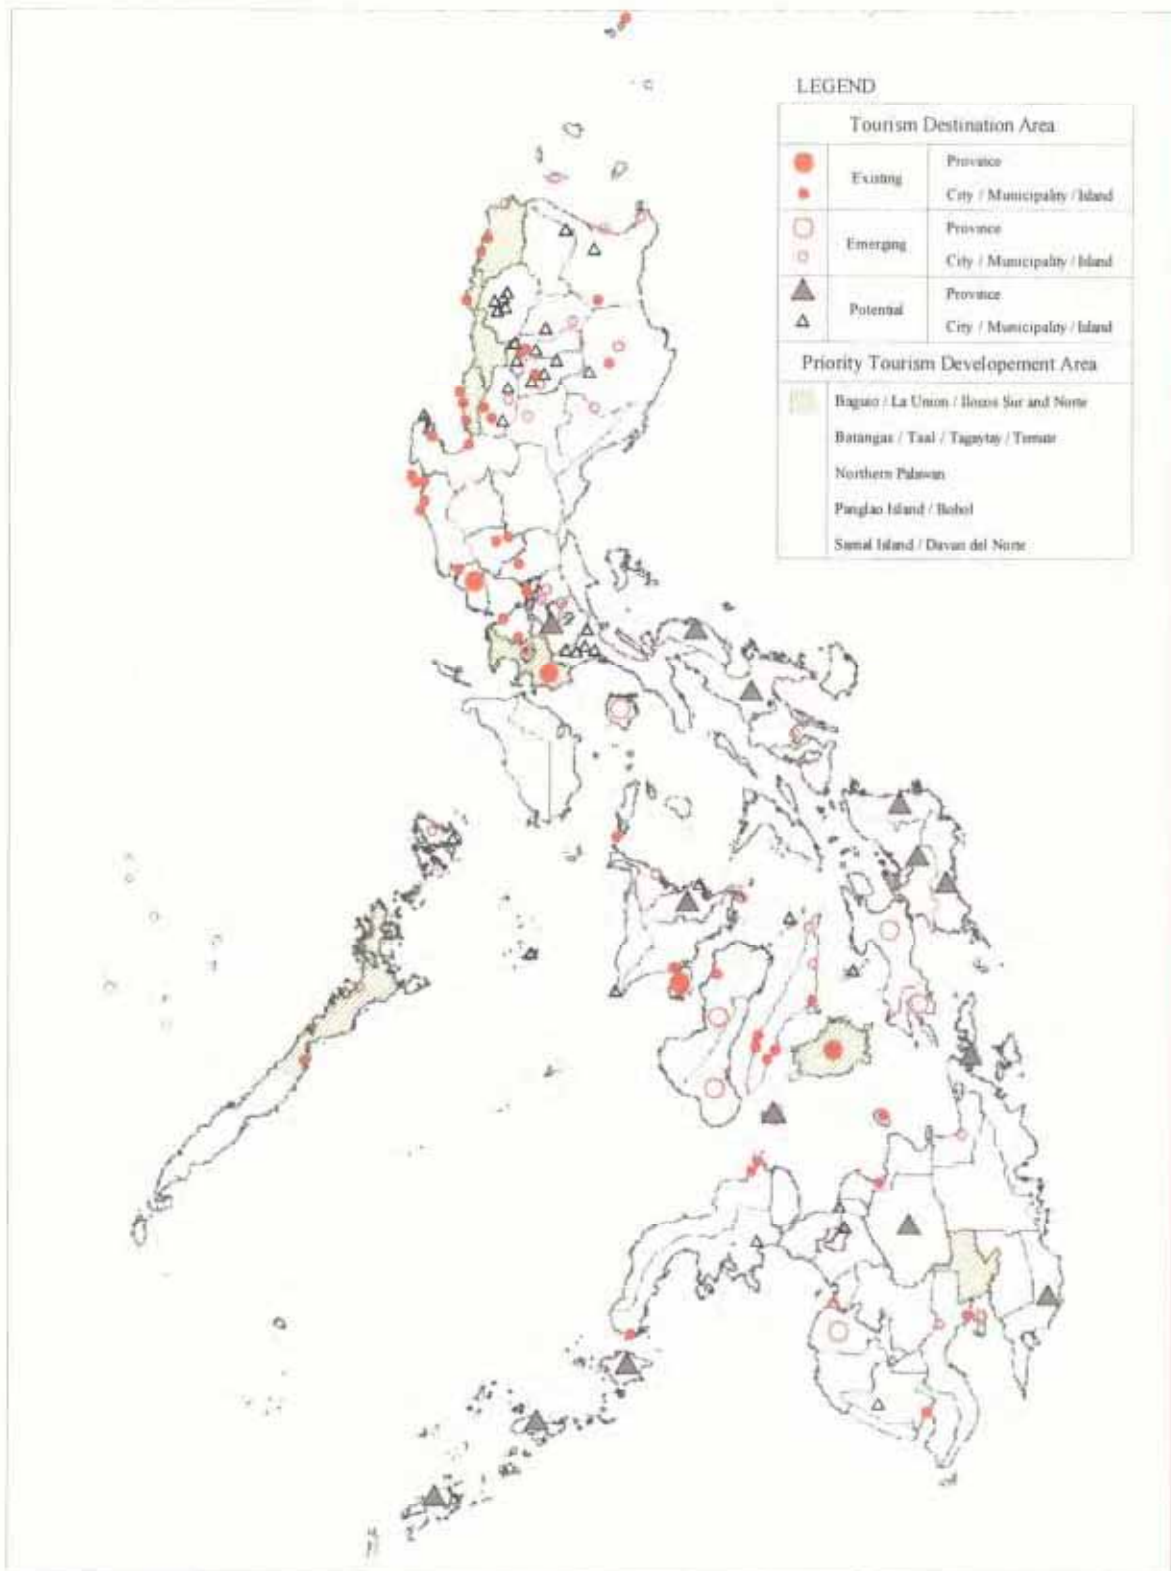 LEGEND
Tourism Destination Area
Existing
Province
City / Municipality / Island
Emerging
Province
City / Municipality / Island
Potential
Province
City / Municipality / Island
Priority Tourism Developement Area
Baguio / La Union / Ilocos Sur and Norte
Batangas / Taal / Tagaytay / Ternate
Northern Palawan
Panglao Island / Bohol
Samal Island / Davao del Norte